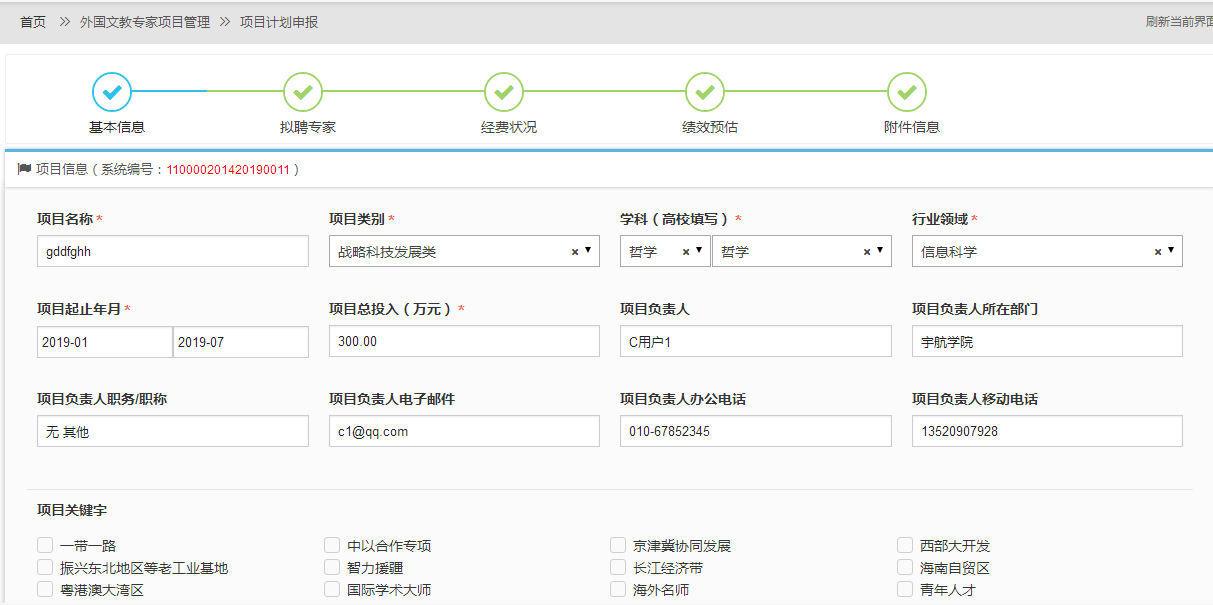 首页 外国文教专家项目管理 项目计划申报 刷新当前界面
基本信息 拟聘专家 经费状况 绩效预估 附件信息
项目信息 ( 系统编号：110000201420190011 )
项目名称 * 项目类别 * 学科 ( 高校填写 ) * 行业领域 *
gddfghh 战略科技发展类 × 哲学 × 哲学 × 信息科学 ×
项目起止年月 * 项目总投入 ( 万元 ) * 项目负责人 项目负责人所在部门
2019-01 2019-07 300.00 C用户1 宇航学院
项目负责人职务/职称 项目负责人电子邮件 项目负责人办公电话 项目负责人移动电话
无 其他 c1@qq.com 010-67852345 13520907928
项目关键字
一带一路 中以合作专项 京津冀协同发展 西部大开发
振兴东北地区等老工业基地 智力援疆 长江经济带 海南自贸区
粤港澳大湾区 国际学术大师 海外名师 青年人才